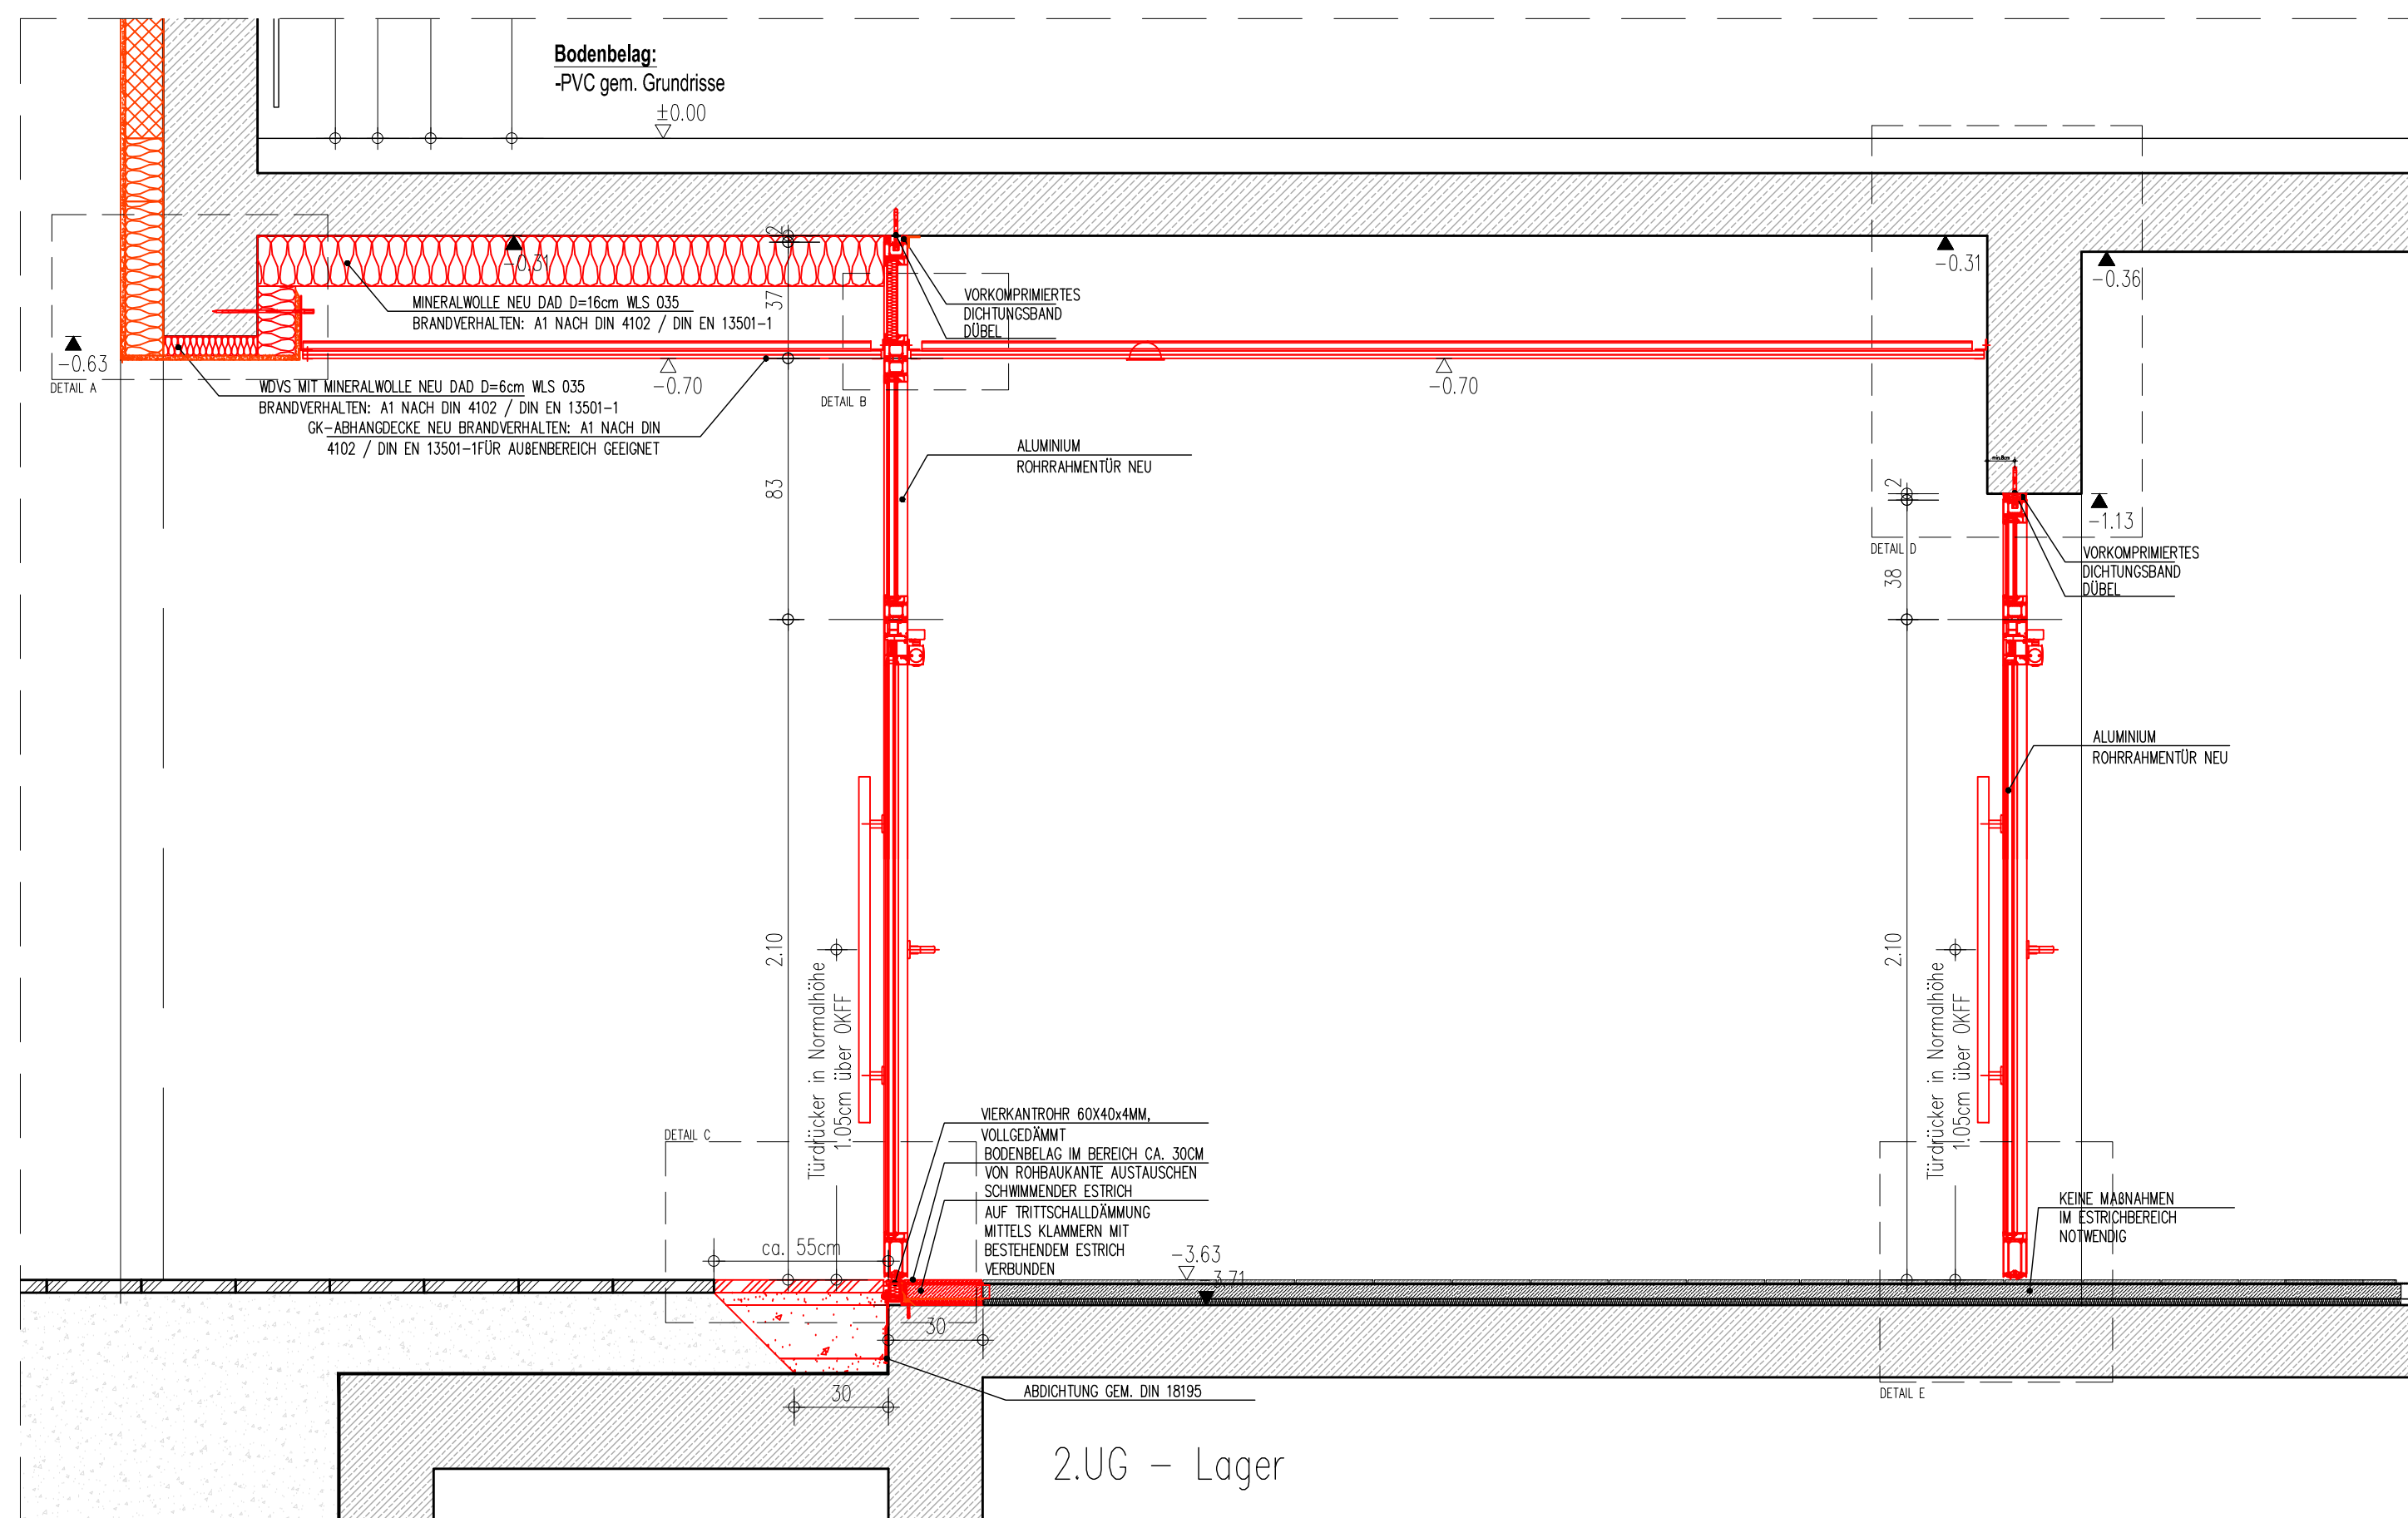 Bodenbelag:
-PVC gem. Grundrisse
±0.00
2
-0.31
-0.31
-0.36
37
MINERALWOLLE NEU DAD D=16cm WLS 035
BRANDVERHALTEN: A1 NACH DIN 4102 / DIN EN 13501-1
VORKOMPRIMIERTES
DICHTUNGSBAND
DÜBEL
-0.63
DETAIL A
-0.70
-0.70
DETAIL B
WDVS MIT MINERALWOLLE NEU DAD D=6cm WLS 035
BRANDVERHALTEN: A1 NACH DIN 4102 / DIN EN 13501-1
GK-ABHANGDECKE NEU BRANDVERHALTEN: A1 NACH DIN
4102 / DIN EN 13501-1FÜR AUßENBEREICH GEEIGNET
ALUMINIUM
ROHRRAHMENTÜR NEU
83
min.8cm
2
-1.13
DETAIL D
38
VORKOMPRIMIERTES
DICHTUNGSBAND
DÜBEL
ALUMINIUM
ROHRRAHMENTÜR NEU
2.10
Türdrücker in Normalhöhe
1.05cm über OKFF
2.10
Türdrücker in Normalhöhe
1.05cm über OKFF
DETAIL C
VIERKANTROHR 60X40x4MM,
VOLLGEDÄMMT
BODENBELAG IM BEREICH CA. 30CM
VON ROHBAUKANTE AUSTAUSCHEN
SCHWIMMENDER ESTRICH
AUF TRITTSCHALLDÄMMUNG
MITTELS KLAMMERN MIT
BESTEHENDEM ESTRICH
VERBUNDEN
KEINE MAßNAHMEN
IM ESTRICHBEREICH
NOTWENDIG
ca. 55cm
-3.63
-3.71
30
30
ABDICHTUNG GEM. DIN 18195
DETAIL E
2.UG - Lager